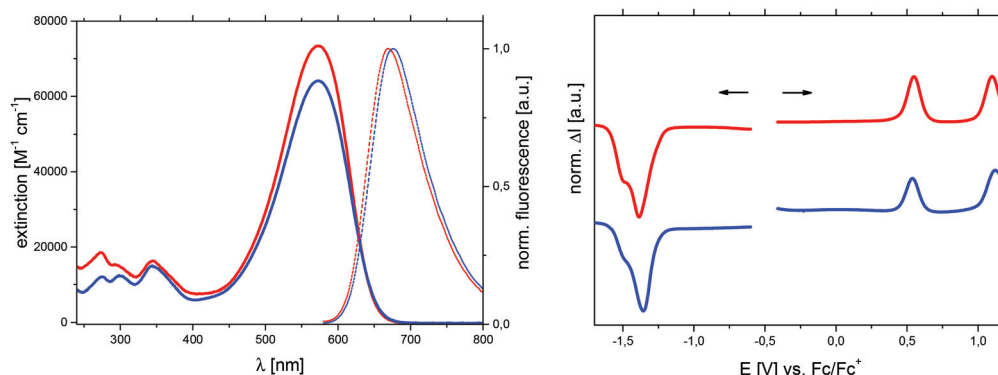 80000
60000
40000
20000
0
extinction [M⁻¹ cm⁻¹]
300 400 500 600 700 800
λ [nm]
1,0
0,5
0,0
norm. fluorescence [a.u.]
norm. ΔI [a.u.]
-1,5 -1,0 -0,5 0,0 0,5 1,0
E [V] vs. Fc/Fc⁺